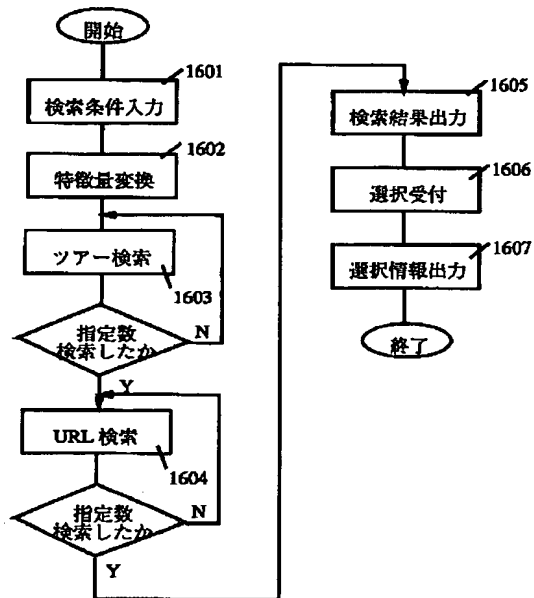 開始
1601
検索条件入力
1602
特徴量変換
ツアー検索
1603
指定数
検索したか
N
Y
URL 検索
1604
指定数
検索したか
N
Y
1605
検索結果出力
1606
選択受付
1607
選択情報出力
終了